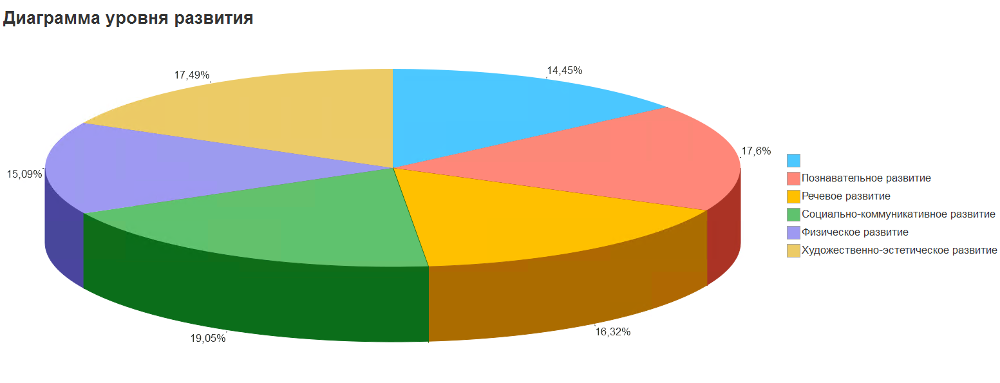 Диаграмма уровня развития
17,49%
14,45%
17,6%
15,09%
19,05%
16,32%
Познавательное развитие
Речевое развитие
Социально-коммуникативное развитие
Физическое развитие
Художественно-эстетическое развитие